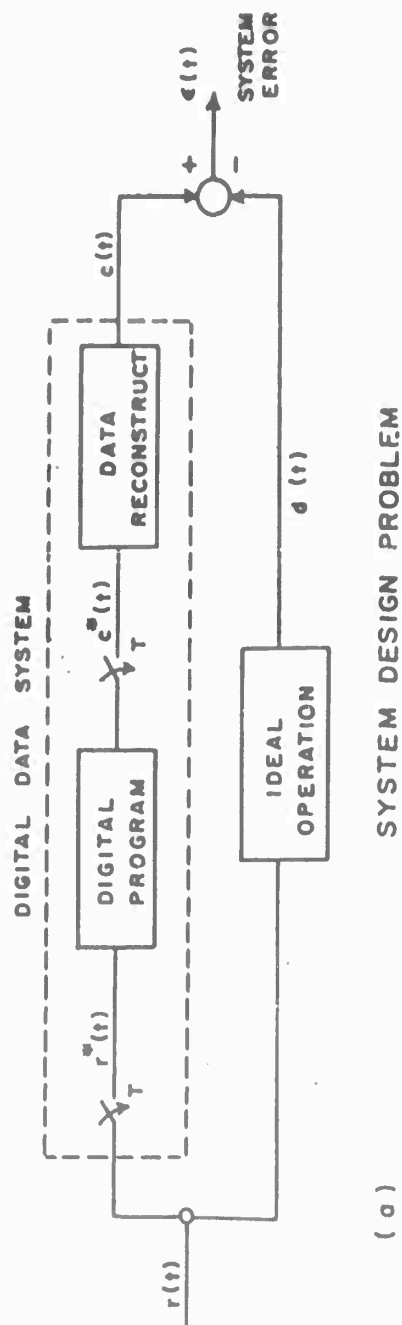 DIGITAL DATA SYSTEM
r(t)
T
r*(t)
DIGITAL
PROGRAM
T
c*(t)
DATA
RECONSTRUCT
c(t)
+
-
ϵ(t)
SYSTEM
ERROR
IDEAL
OPERATION
d(t)
(a)
SYSTEM DESIGN PROBLEM